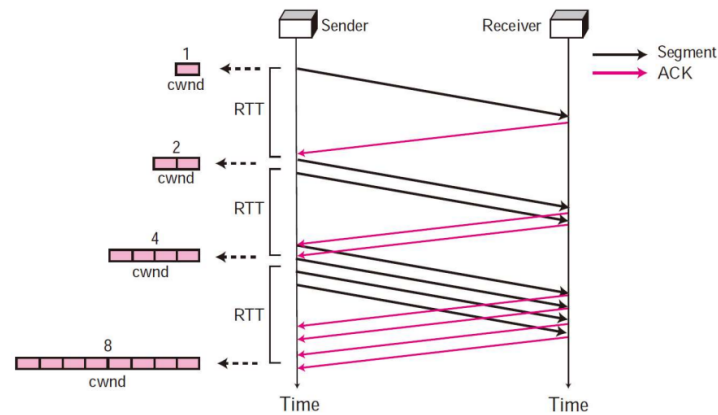 Sender
Receiver
Segment
ACK
1
cwnd
RTT
2
cwnd
RTT
4
cwnd
RTT
8
cwnd
Time
Time